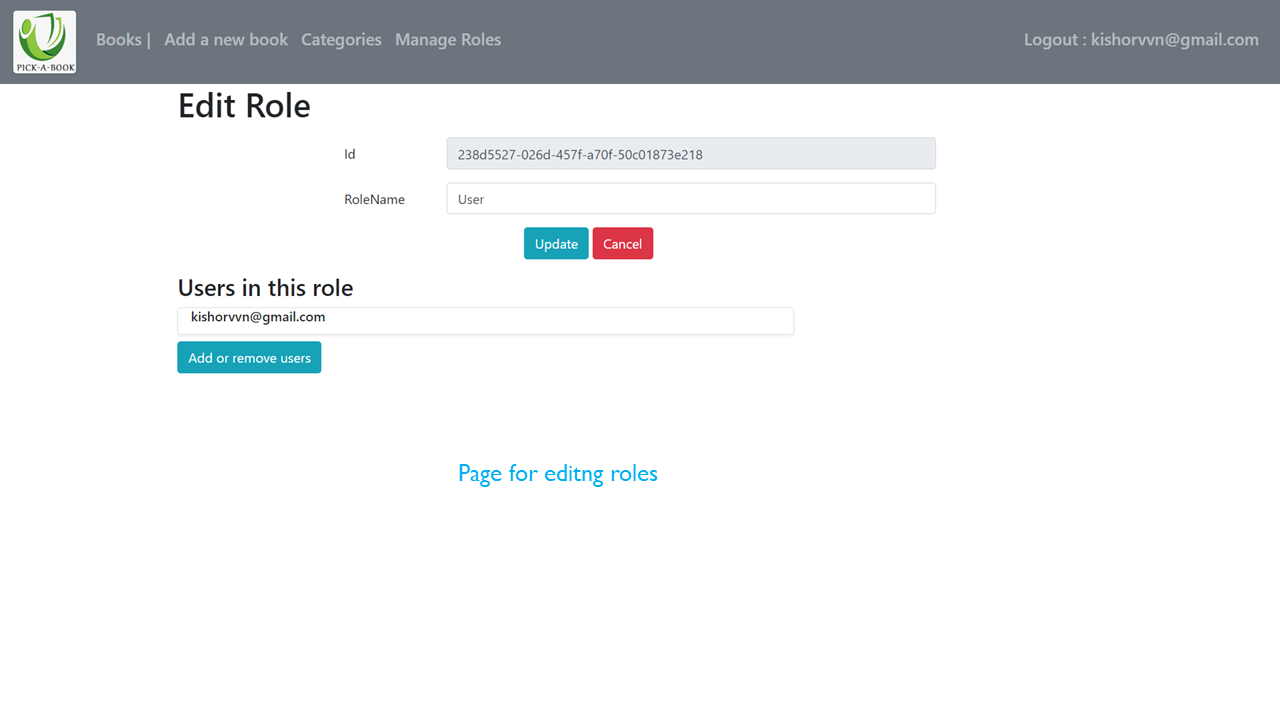 PICK-A-BOOK
Books | Add a new book Categories Manage Roles Logout : kishorvvn@gmail.com
Edit Role
Id 238d5527-026d-457f-a70f-50c01873e218
RoleName User
Update Cancel
Users in this role
kishorvvn@gmail.com
Add or remove users
Page for editng roles